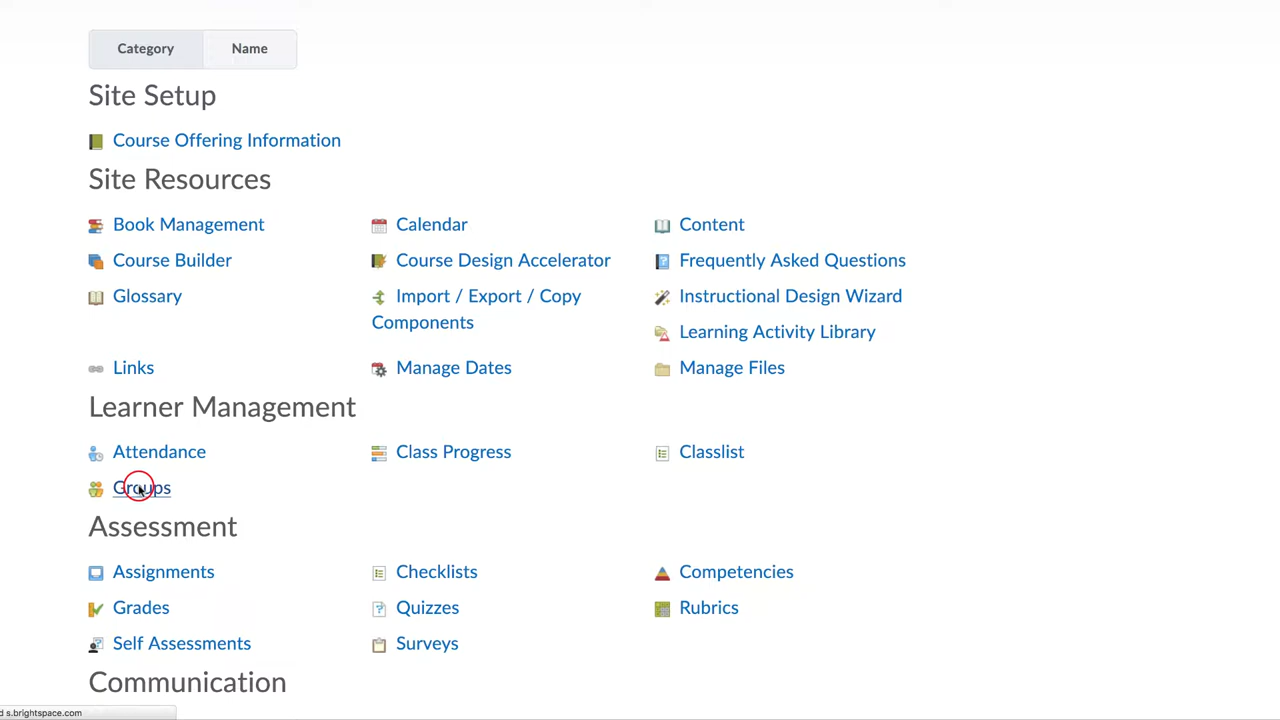 Category Name
Site Setup
Course Offering Information
Site Resources
Book Management Calendar Content
Course Builder Course Design Accelerator Frequently Asked Questions
Glossary Import / Export / Copy Instructional Design Wizard
Components
Learning Activity Library
Links Manage Dates Manage Files
Learner Management
Attendance Class Progress Classlist
Groups
Assessment
Assignments Checklists Competencies
Grades Quizzes Rubrics
Self Assessments Surveys
Communication
s.brightspace.com